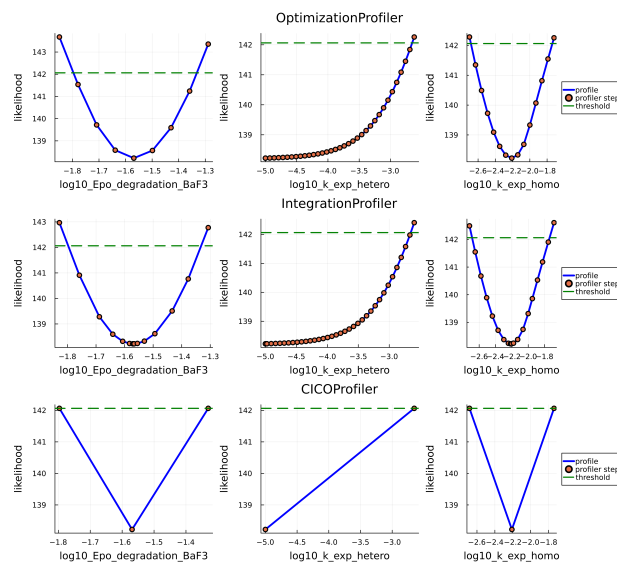 OptimizationProfiler
likelihood
143
142
141
140
139
−1.8 −1.7 −1.6 −1.5 −1.4 −1.3
log10_Epo_degradation_BaF3
likelihood
142
141
140
139
−5.0 −4.5 −4.0 −3.5 −3.0
log10_k_exp_hetero
likelihood
142
141
140
139
−2.6 −2.4 −2.2 −2.0 −1.8
log10_k_exp_homo
profile
profiler step
threshold
IntegrationProfiler
likelihood
143
142
141
140
139
−1.8 −1.7 −1.6 −1.5 −1.4 −1.3
log10_Epo_degradation_BaF3
likelihood
142
141
140
139
−5.0 −4.5 −4.0 −3.5 −3.0
log10_k_exp_hetero
likelihood
142
141
140
139
−2.6 −2.4 −2.2 −2.0 −1.8
log10_k_exp_homo
profile
profiler step
threshold
CICOProfiler
likelihood
142
141
140
139
−1.8 −1.7 −1.6 −1.5 −1.4
log10_Epo_degradation_BaF3
likelihood
142
141
140
139
−5.0 −4.5 −4.0 −3.5 −3.0
log10_k_exp_hetero
likelihood
142
141
140
139
−2.6 −2.4 −2.2 −2.0 −1.8
log10_k_exp_homo
profile
profiler step
threshold